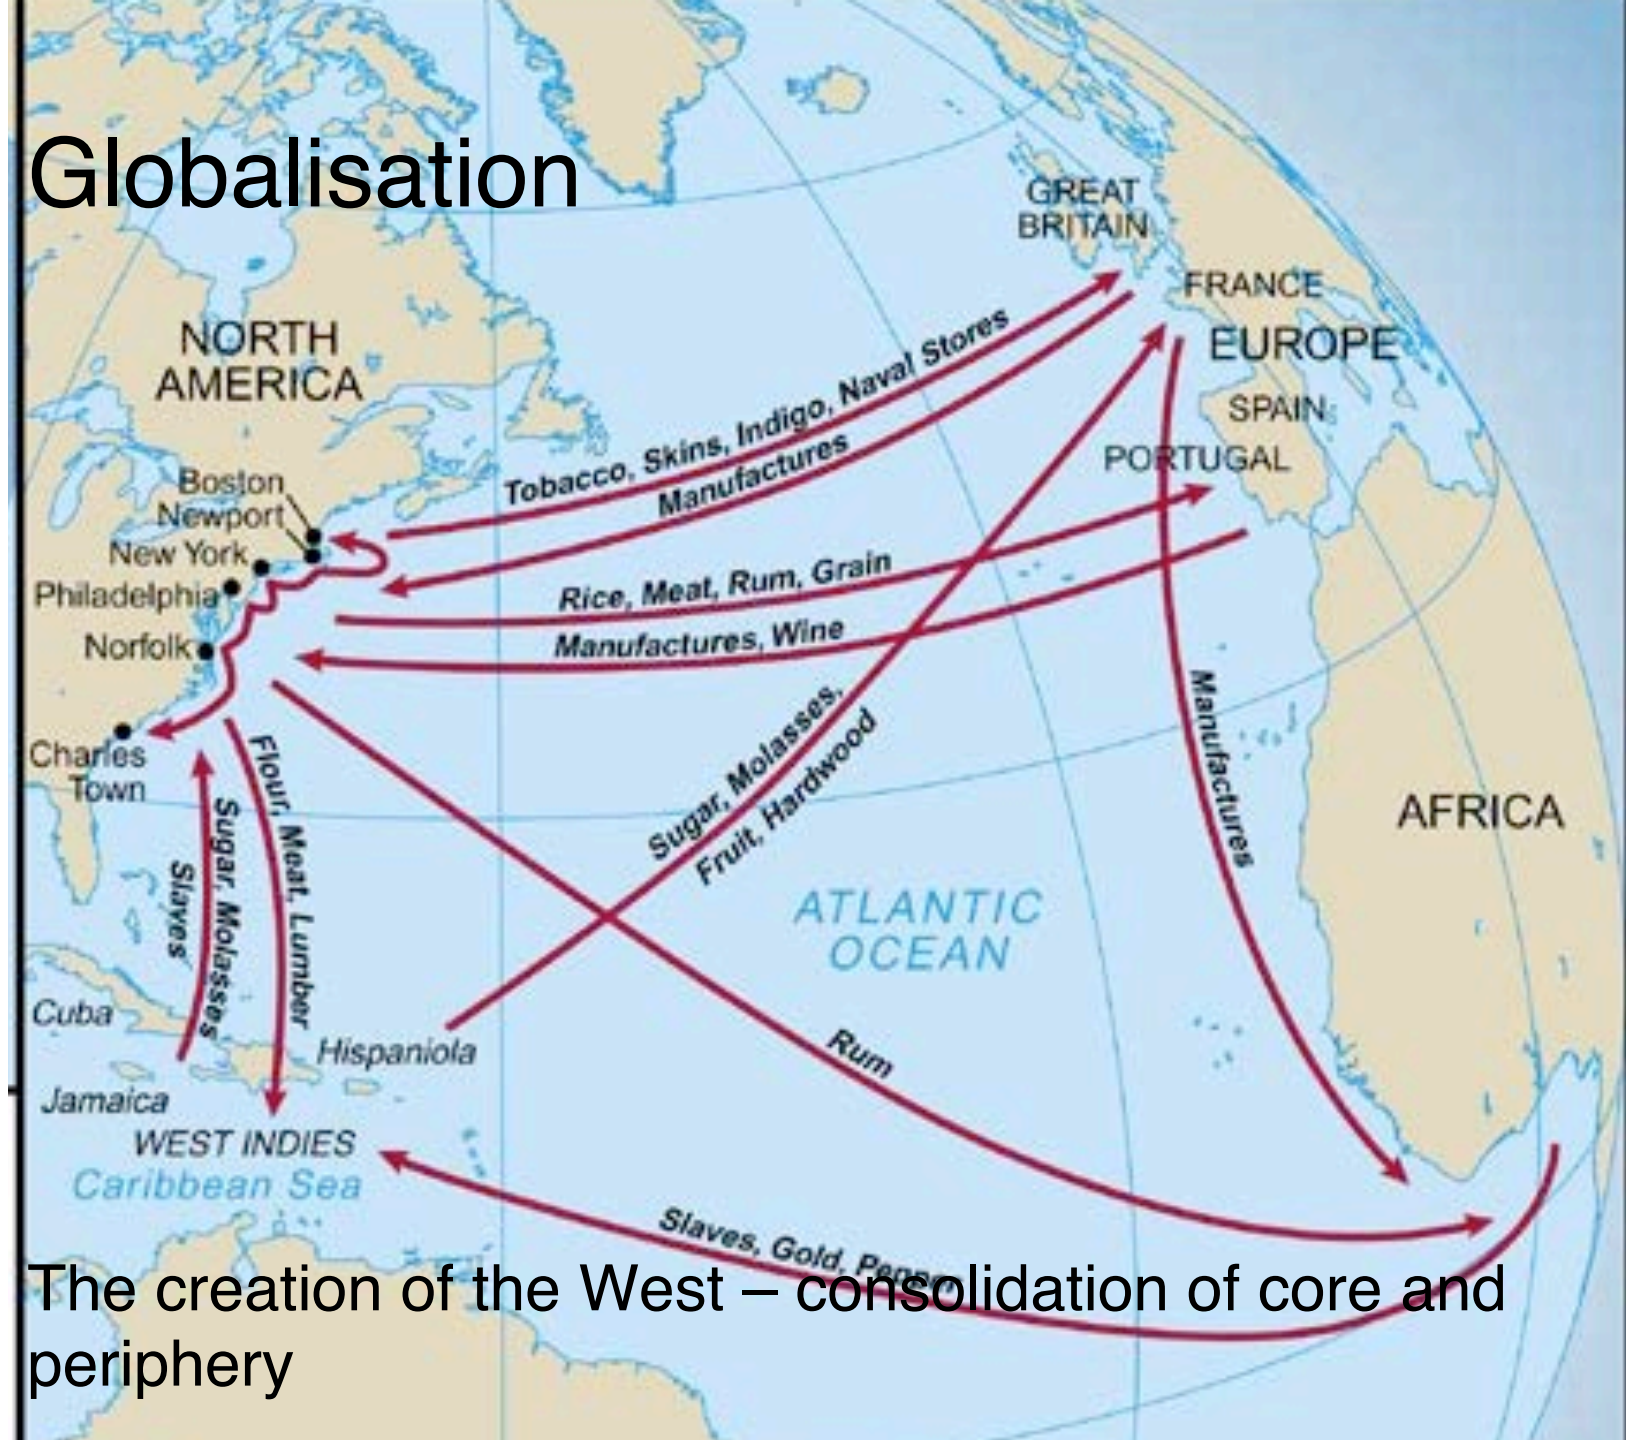 Globalisation
GREAT
BRITAIN
FRANCE
NORTH
AMERICA
EUROPE
SPAIN
PORTUGAL
Tobacco, Skins, Indigo, Naval Stores
Manufactures
Boston
Newport
New York
Philadelphia
Norfolk
Charles
Town
Rice, Meat, Rum, Grain
Manufactures, Wine
Sugar, Molasses,
Fruit, Hardwood
Manufactures
AFRICA
Flour, Meat, Lumber
Sugar, Molasses
Slaves
ATLANTIC
OCEAN
Cuba
Hispaniola
Jamaica
Rum
WEST INDIES
Caribbean Sea
Slaves, Gold, Pepper
The creation of the West – consolidation of core and
periphery